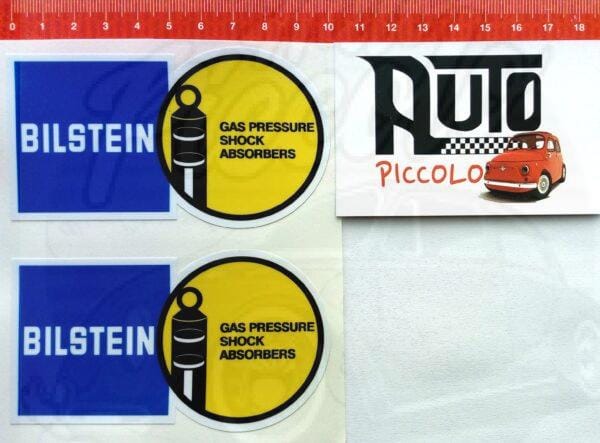 0 1 2 3 4 5 6 7 8 9 10 11 12 13 14 15 16 17 18
BILSTEIN
GAS PRESSURE
SHOCK
ABSORBERS
AUTO
PICCOLO
BILSTEIN
GAS PRESSURE
SHOCK
ABSORBERS